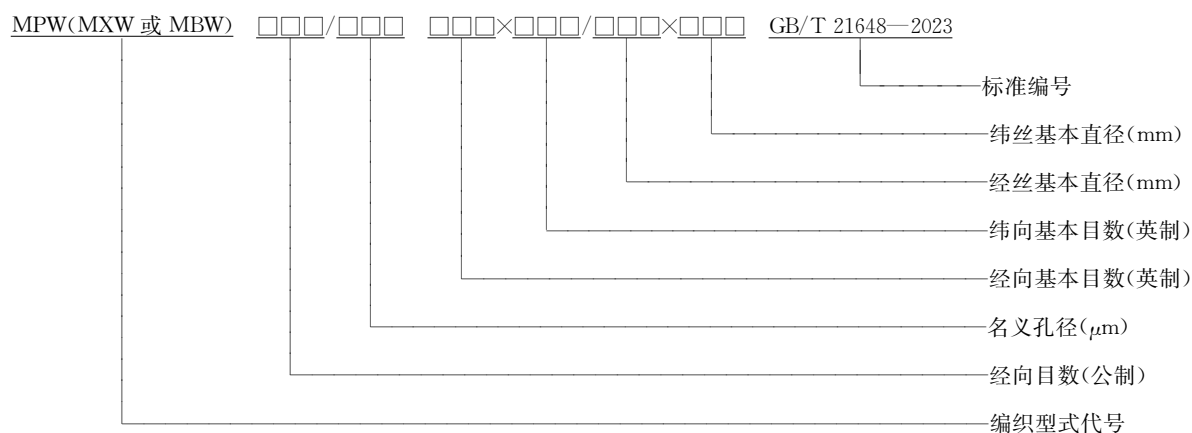 MPW(MXW 或 MBW) □□□/□□□ □□□×□□□/□□□×□□□ GB/T 21648—2023
标准编号
纬丝基本直径(mm)
经丝基本直径(mm)
纬向基本目数(英制)
经向基本目数(英制)
名义孔径(μm)
经向目数(公制)
编织型式代号